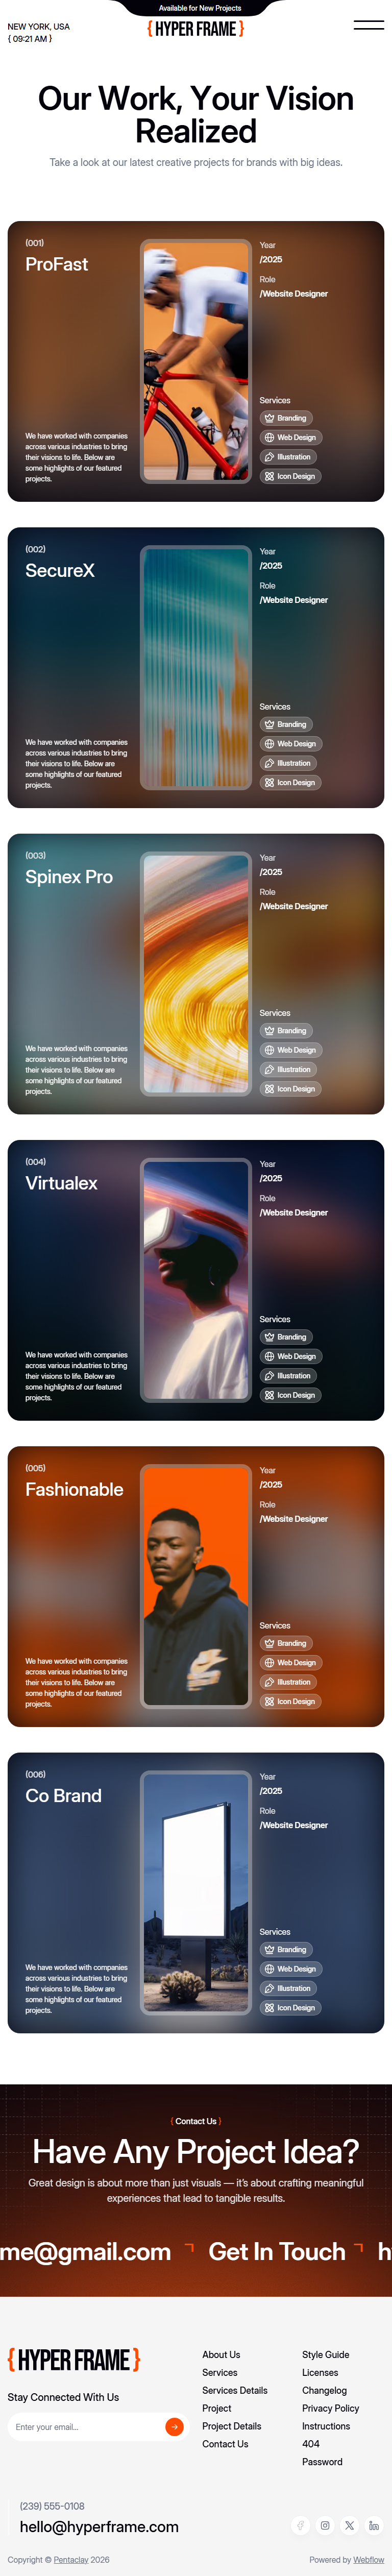 Available for New Projects
NEW YORK, USA
{ 09:21 AM }
{ HYPER FRAME }
Our Work, Your Vision
Realized
Take a look at our latest creative projects for brands with big ideas.
(001)
ProFast
We have worked with companies
across various industries to bring
their visions to life. Below are
some highlights of our featured
projects.
Year
/2025
Role
/Website Designer
Services
Branding
Web Design
Illustration
Icon Design
(002)
SecureX
We have worked with companies
across various industries to bring
their visions to life. Below are
some highlights of our featured
projects.
Year
/2025
Role
/Website Designer
Services
Branding
Web Design
Illustration
Icon Design
(003)
Spinex Pro
We have worked with companies
across various industries to bring
their visions to life. Below are
some highlights of our featured
projects.
Year
/2025
Role
/Website Designer
Services
Branding
Web Design
Illustration
Icon Design
(004)
Virtualex
We have worked with companies
across various industries to bring
their visions to life. Below are
some highlights of our featured
projects.
Year
/2025
Role
/Website Designer
Services
Branding
Web Design
Illustration
Icon Design
(005)
Fashionable
We have worked with companies
across various industries to bring
their visions to life. Below are
some highlights of our featured
projects.
Year
/2025
Role
/Website Designer
Services
Branding
Web Design
Illustration
Icon Design
(006)
Co Brand
We have worked with companies
across various industries to bring
their visions to life. Below are
some highlights of our featured
projects.
Year
/2025
Role
/Website Designer
Services
Branding
Web Design
Illustration
Icon Design
{ Contact Us }
Have Any Project Idea?
Great design is about more than just visuals — it's about crafting meaningful
experiences that lead to tangible results.
me@gmail.com Get In Touch h
{ HYPER FRAME }
Stay Connected With Us
Enter your email...
About Us
Services
Services Details
Project
Project Details
Contact Us
Style Guide
Licenses
Changelog
Privacy Policy
Instructions
404
Password
(239) 555-0108
hello@hyperframe.com
Copyright © Pentaclay 2026
Powered by Webflow